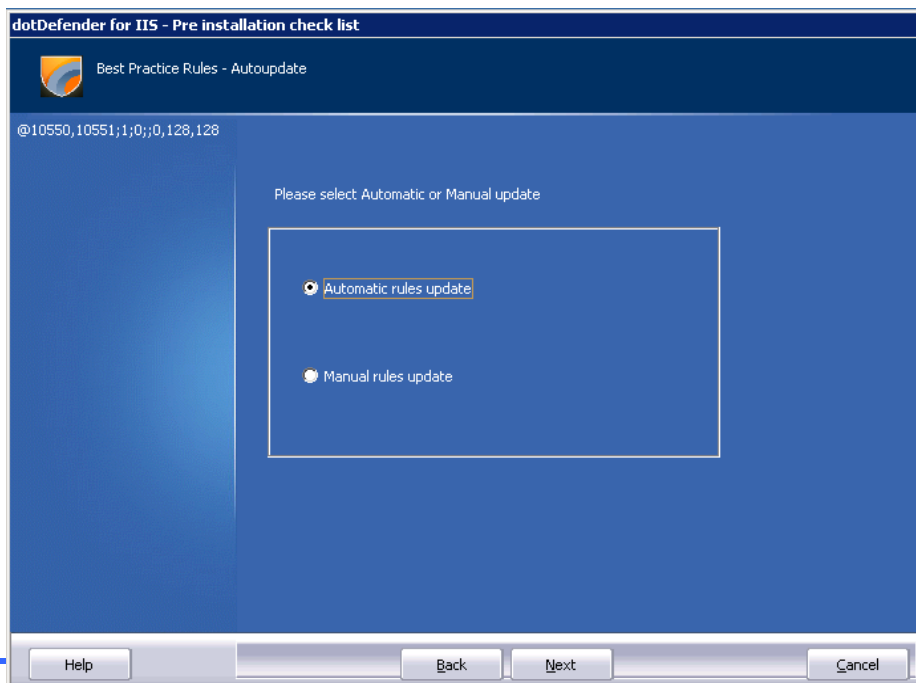 dotDefender for IIS - Pre installation check list
Best Practice Rules - Autoupdate
@10550,10551;1;0;;0,128,128
Please select Automatic or Manual update
Automatic rules update
Manual rules update
Help
Back
Next
Cancel